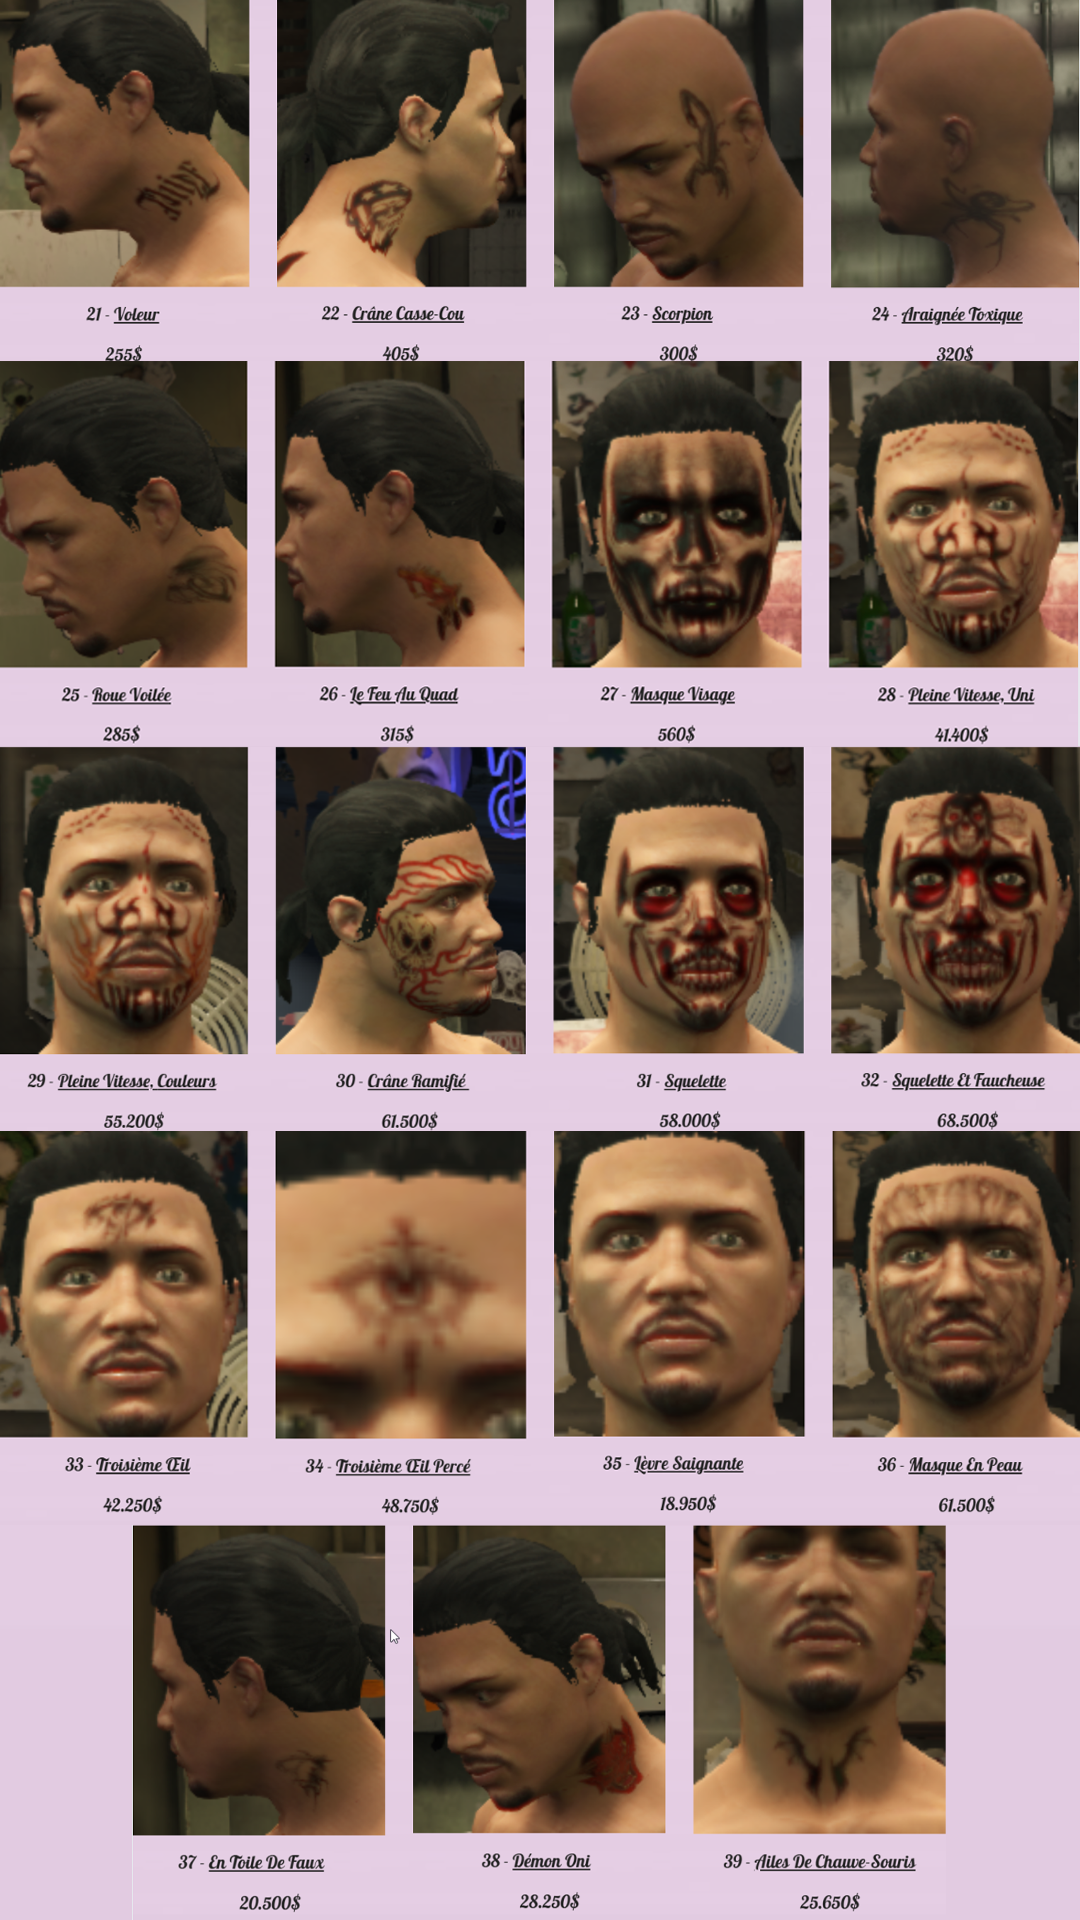 21 - Voleur
22 - Crâne Casse-Cou
23 - Scorpion
24 - Araignée Toxique
255$
405$
300$
320$
25 - Roue Voilée
26 - Le Feu Au Quad
27 - Masque Visage
28 - Pleine Vitesse, Uni
285$
315$
560$
41.400$
29 - Pleine Vitesse, Couleurs
30 - Crâne Ramifié
31 - Squelette
32 - Squelette Et Faucheuse
55.200$
61.500$
58.000$
68.500$
33 - Troisième Œil
34 - Troisième Œil Percé
35 - Lèvre Saignante
36 - Masque En Peau
42.250$
48.750$
18.950$
61.500$
37 - En Toile De Faux
38 - Démon Oni
39 - Ailes De Chauve-Souris
20.500$
28.250$
25.650$